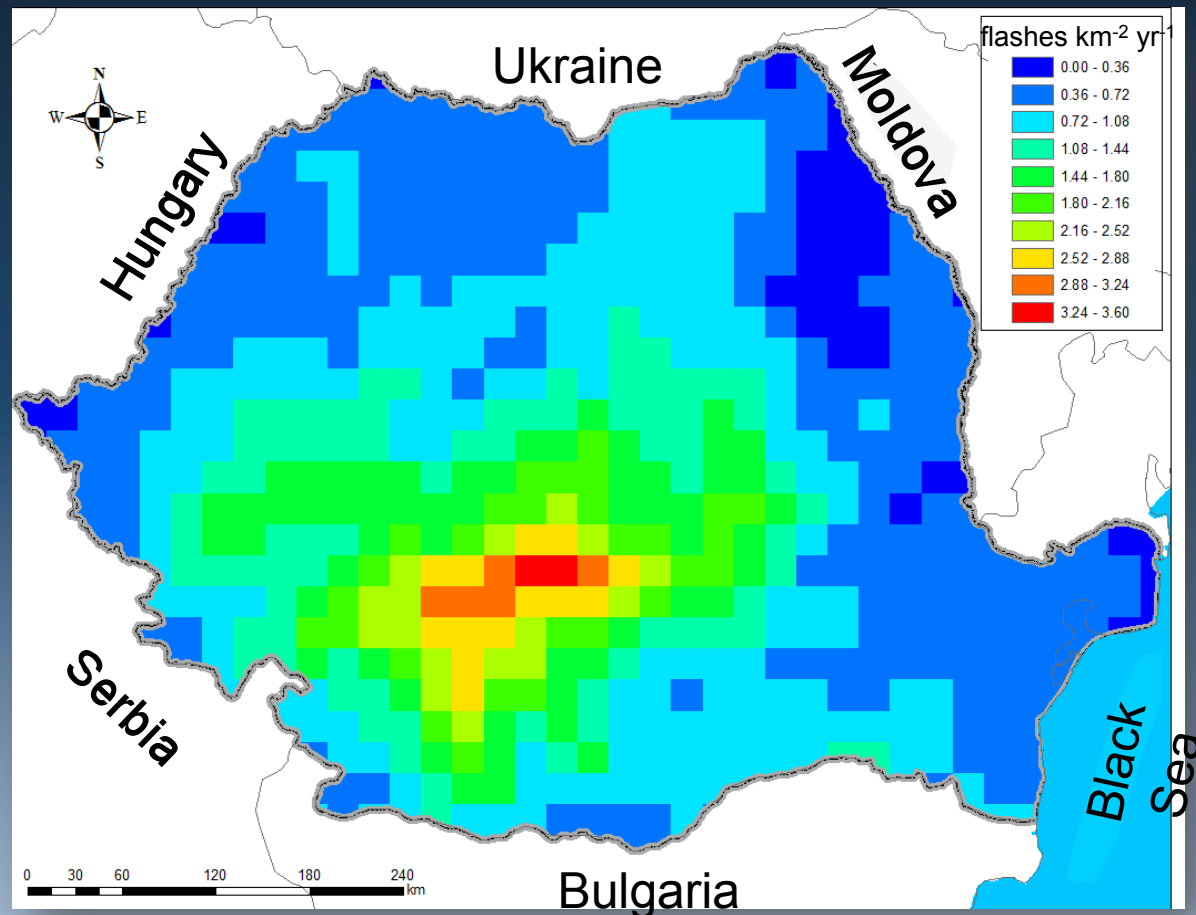 Ukraine
flashes km⁻² yr⁻¹
0.00 - 0.36
0.36 - 0.72
0.72 - 1.08
1.08 - 1.44
1.44 - 1.80
1.80 - 2.16
2.16 - 2.52
2.52 - 2.88
2.88 - 3.24
3.24 - 3.60
N
W E
S
Moldova
Hungary
Serbia
Black
Sea
0 30 60 120 180 240
km
Bulgaria